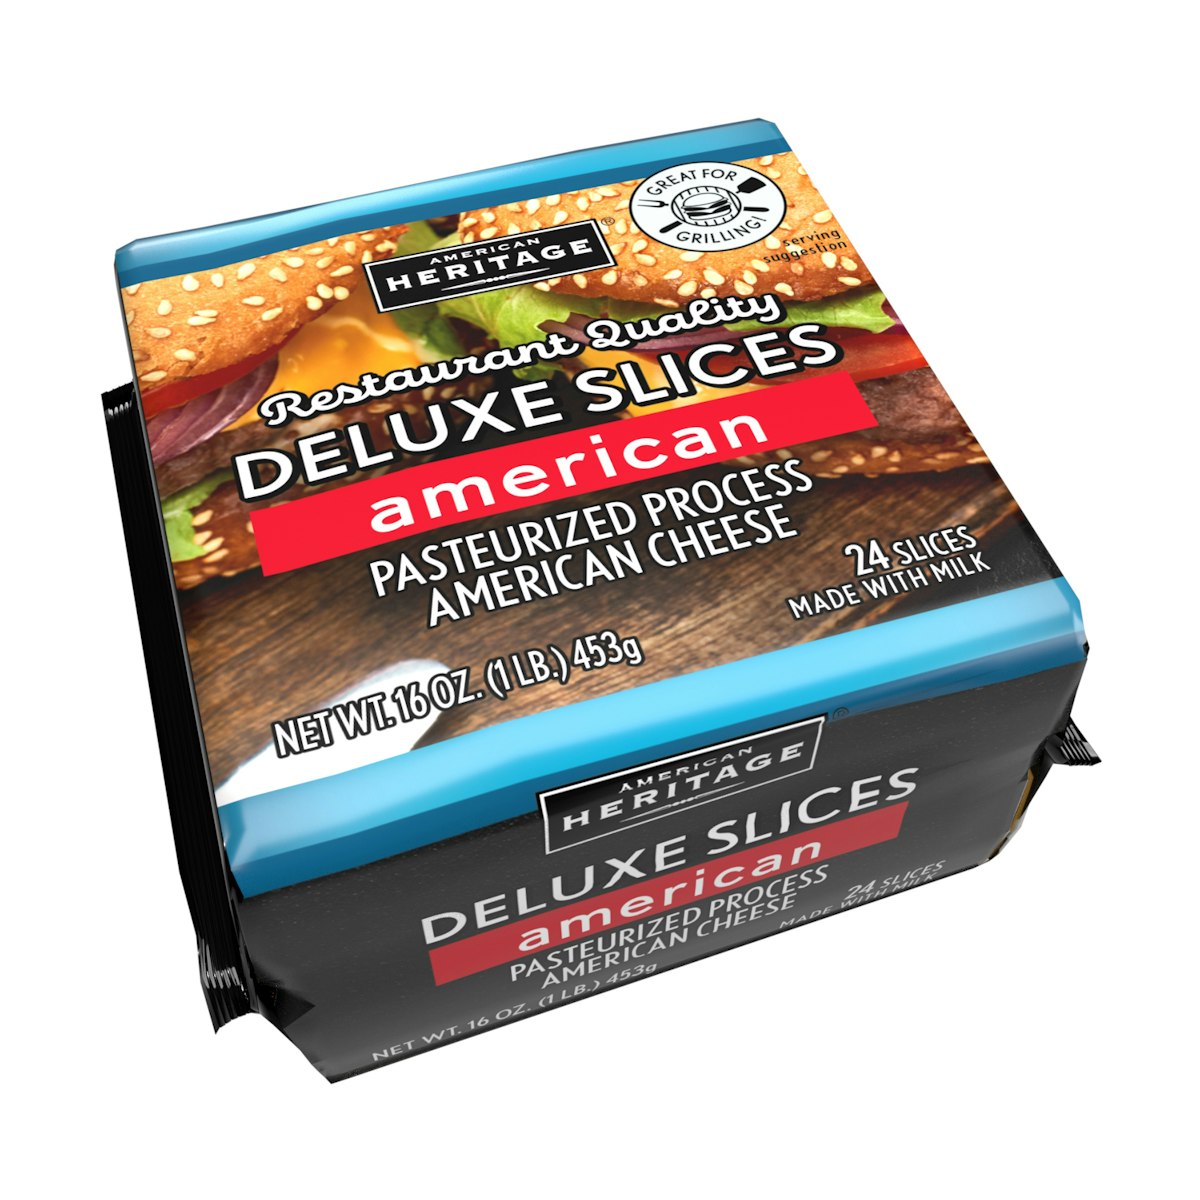 GREAT FOR
GRILLING!
serving
suggestion
AMERICAN
HERITAGE®
Restaurant Quality
DELUXE SLICES
american
PASTEURIZED PROCESS
AMERICAN CHEESE
24 SLICES
MADE WITH MILK
NET WT. 16 OZ. (1 LB.) 453g
AMERICAN
HERITAGE®
DELUXE SLICES
american
PASTEURIZED PROCESS
AMERICAN CHEESE
24 SLICES
MADE WITH MILK
NET WT. 16 OZ. (1 LB.) 453g